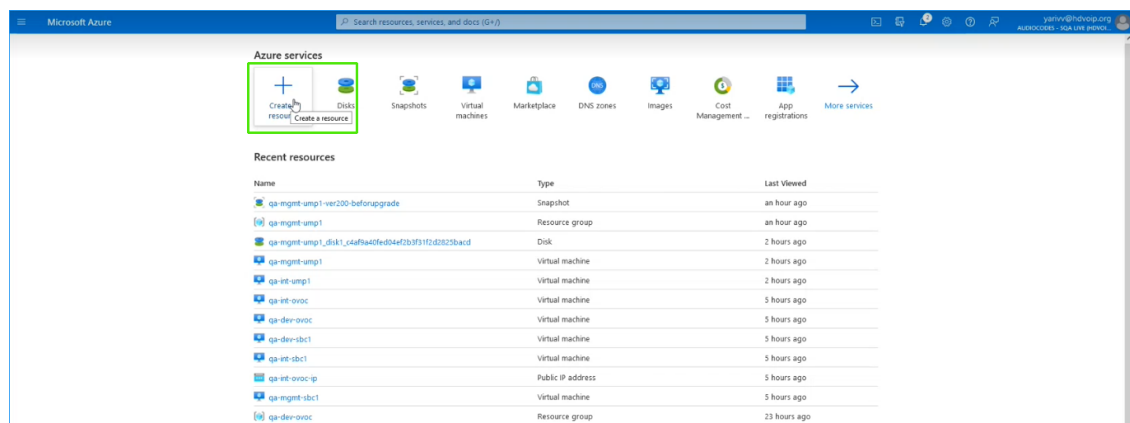 Microsoft Azure
Search resources, services, and docs (G+/)
2
yarivv@hdvoip.org
AUDIOCODES - SQA LIVE (HDVOI...
Azure services
Create
resour
Create a resource
Disks
Snapshots
Virtual
machines
Marketplace
DNS
DNS zones
Images
Cost
Management ...
App
registrations
More services
Recent resources
Name Type Last Viewed
qa-mgmt-ump1-ver200-beforupgrade Snapshot an hour ago
qa-mgmt-ump1 Resource group an hour ago
qa-mgmt-ump1_disk1_c4af9a40fed04ef2b3f31f2d2825bacd Disk 2 hours ago
qa-mgmt-ump1 Virtual machine 2 hours ago
qa-int-ump1 Virtual machine 2 hours ago
qa-int-ovoc Virtual machine 5 hours ago
qa-dev-ovoc Virtual machine 5 hours ago
qa-dev-sbc1 Virtual machine 5 hours ago
qa-int-sbc1 Virtual machine 5 hours ago
qa-int-ovoc-ip Public IP address 5 hours ago
qa-mgmt-sbc1 Virtual machine 5 hours ago
qa-dev-ovoc Resource group 23 hours ago